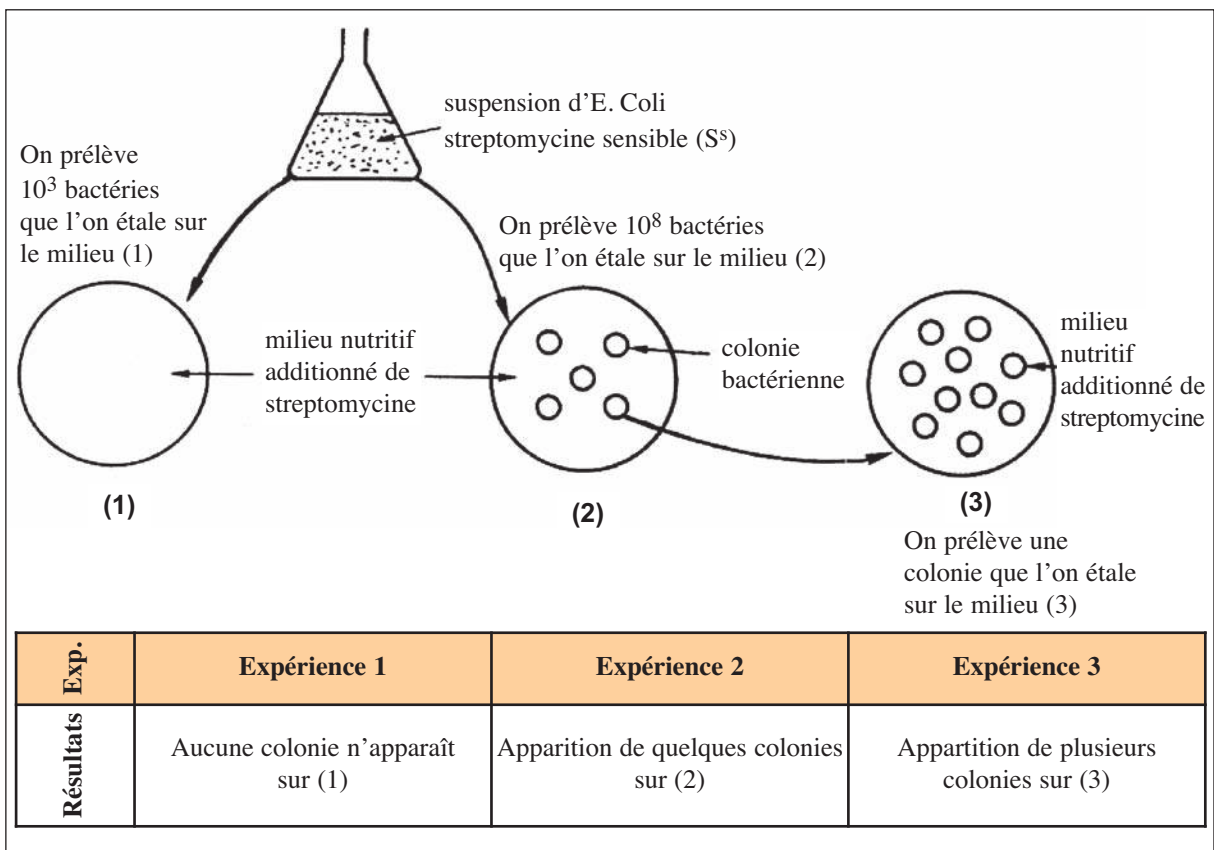 suspension d'E. Coli
streptomycine sensible (Sˢ)
On prélève
10³ bactéries
que l'on étale sur
le milieu (1)
On prélève 10⁸ bactéries
que l'on étale sur le milieu (2)
milieu nutritif
additionné de
streptomycine
colonie
bactérienne
milieu
nutritif
additionné de
streptomycine
(1)
(2)
(3)
On prélève une
colonie que l'on étale
sur le milieu (3)
Exp.
Expérience 1
Expérience 2
Expérience 3
Résultats
Aucune colonie n'apparaît
sur (1)
Apparition de quelques colonies
sur (2)
Appartition de plusieurs
colonies sur (3)